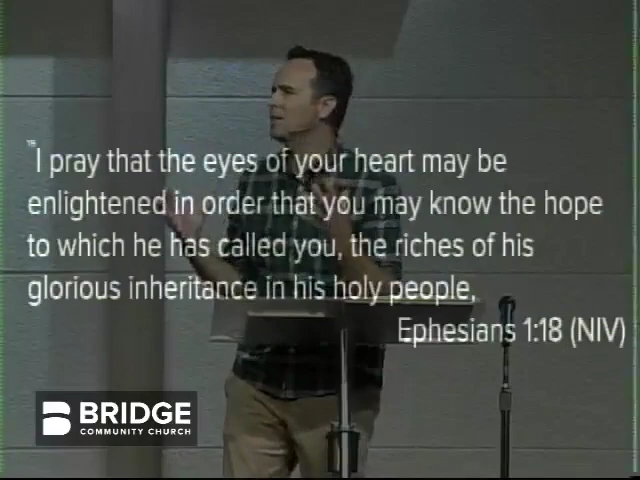 ¹⁸I pray that the eyes of your heart may be
enlightened in order that you may know the hope
to which he has called you, the riches of his
glorious inheritance in his holy people,
Ephesians 1:18 (NIV)
BRIDGE
COMMUNITY CHURCH